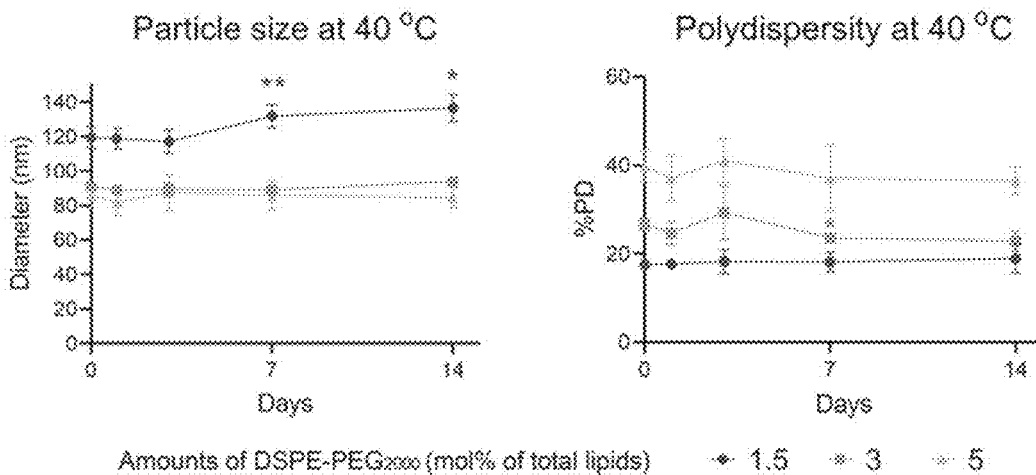 Particle size at 40 °C
Polydispersity at 40 °C
Diameter (nm)
140
120
100
80
60
40
20
0
** *
0 7 14
Days
%PD
60
40
20
0
*
0 7 14
Days
Amounts of DSPE-PEG2000 (mol% of total lipids) 1.5 3 5